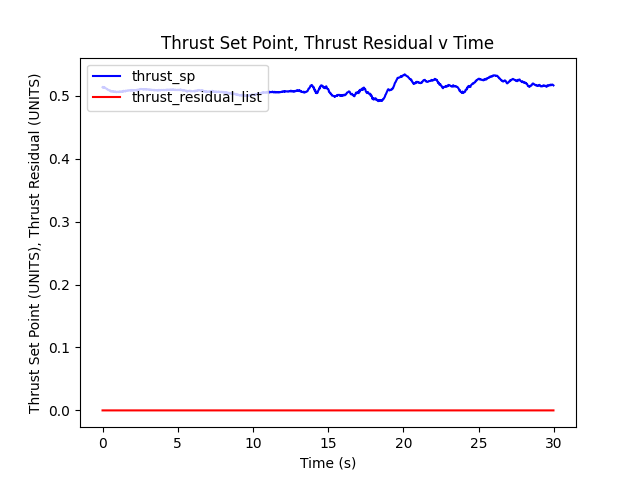 Thrust Set Point, Thrust Residual v Time
thrust_sp
thrust_residual_list
Thrust Set Point (UNITS), Thrust Residual (UNITS)
0.5
0.4
0.3
0.2
0.1
0.0
0 5 10 15 20 25 30
Time (s)